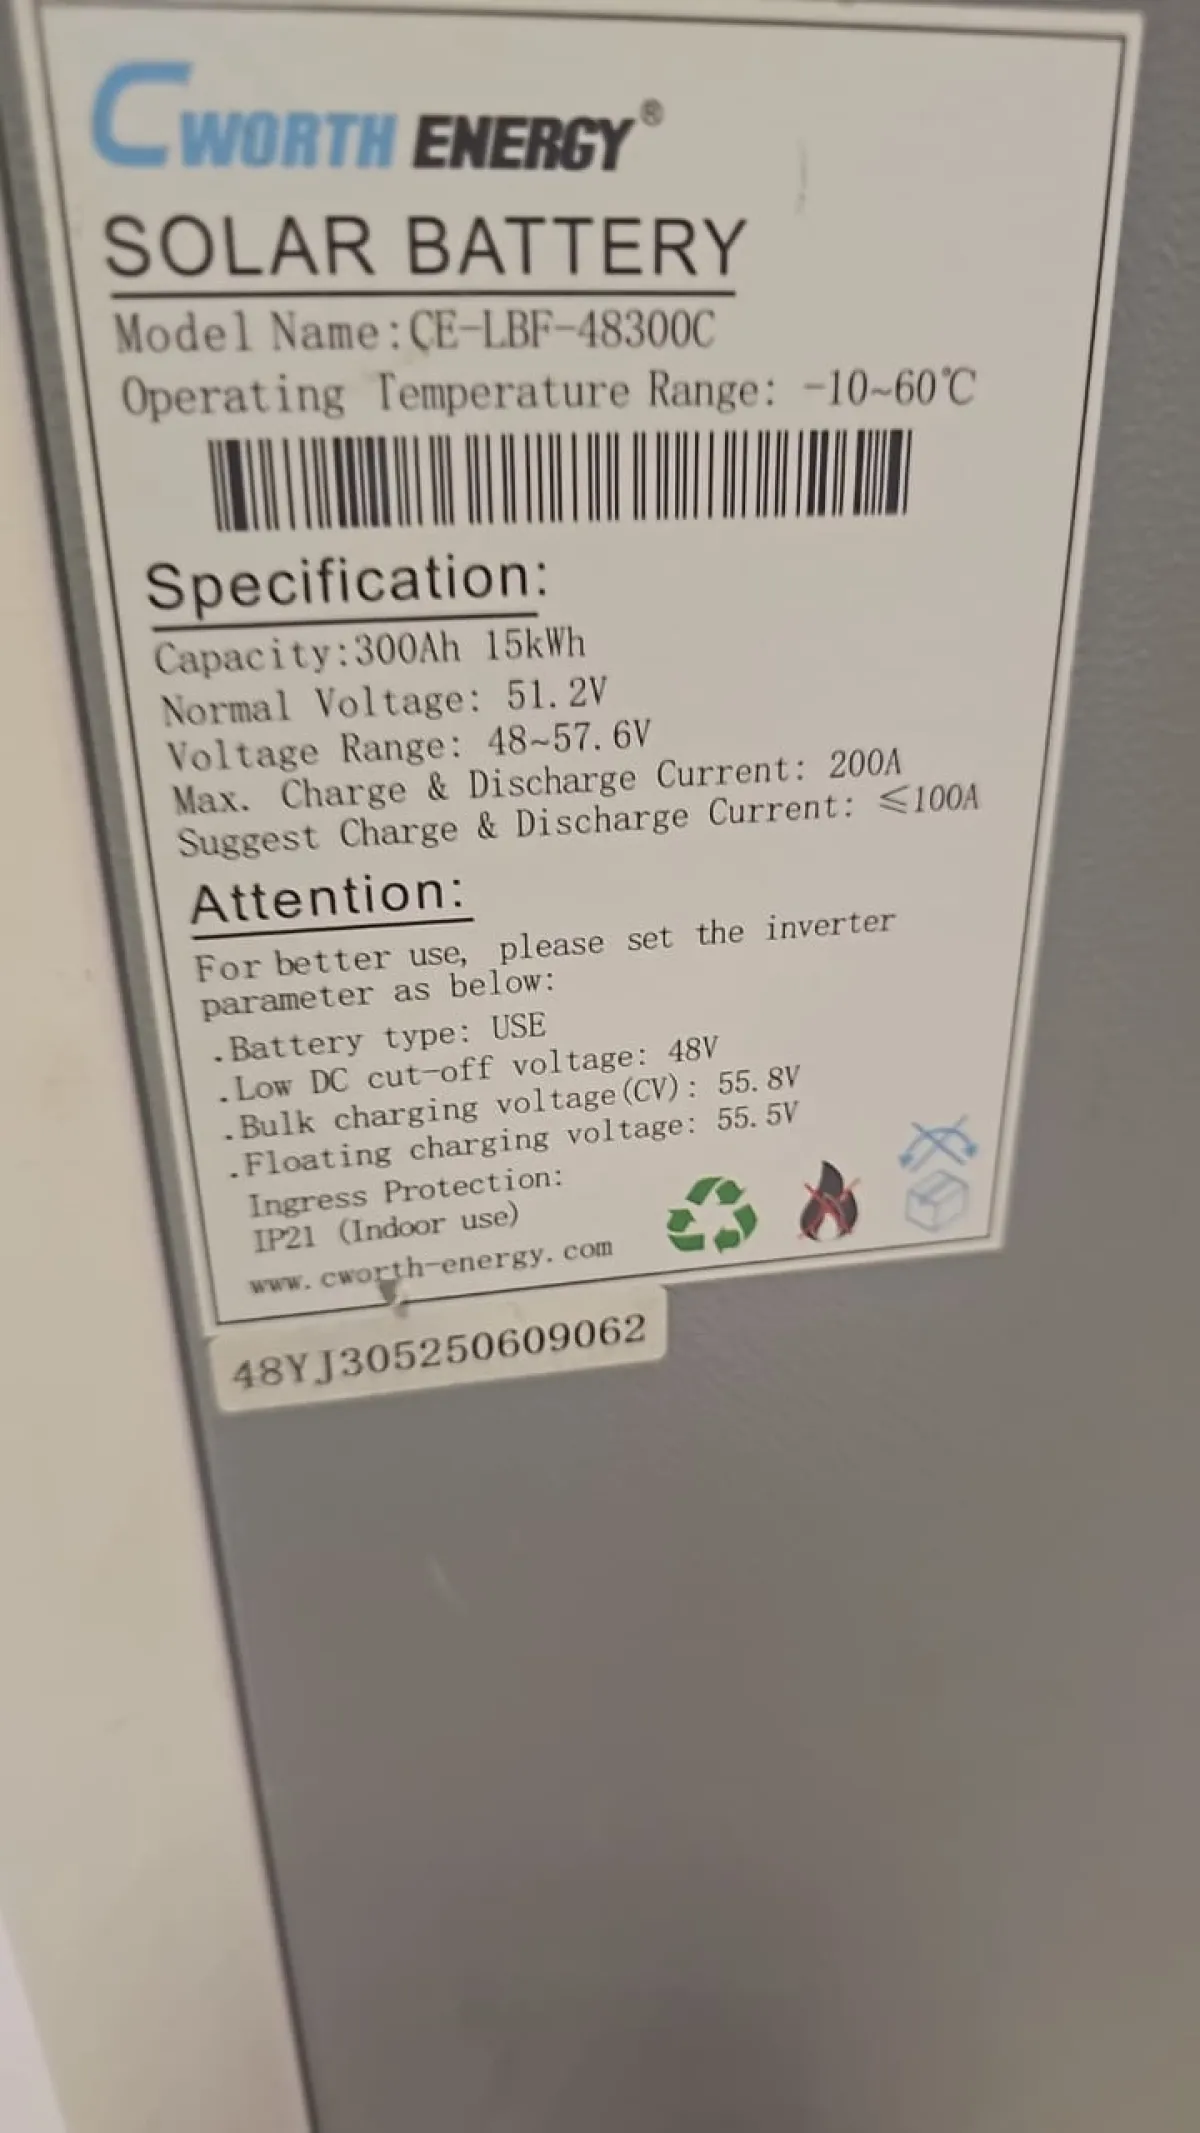 CWORTH ENERGY®
SOLAR BATTERY
Model Name:CE-LBF-48300C
Operating Temperature Range: -10~60℃
Specification:
Capacity:300Ah 15kWh
Normal Voltage: 51.2V
Voltage Range: 48~57.6V
Max. Charge & Discharge Current: 200A
Suggest Charge & Discharge Current: ≤100A
Attention:
For better use, please set the inverter
parameter as below:
.Battery type: USE
.Low DC cut-off voltage: 48V
.Bulk charging voltage(CV): 55.8V
.Floating charging voltage: 55.5V
Ingress Protection:
IP21 (Indoor use)
www.cworth-energy.com
48YJ305250609062